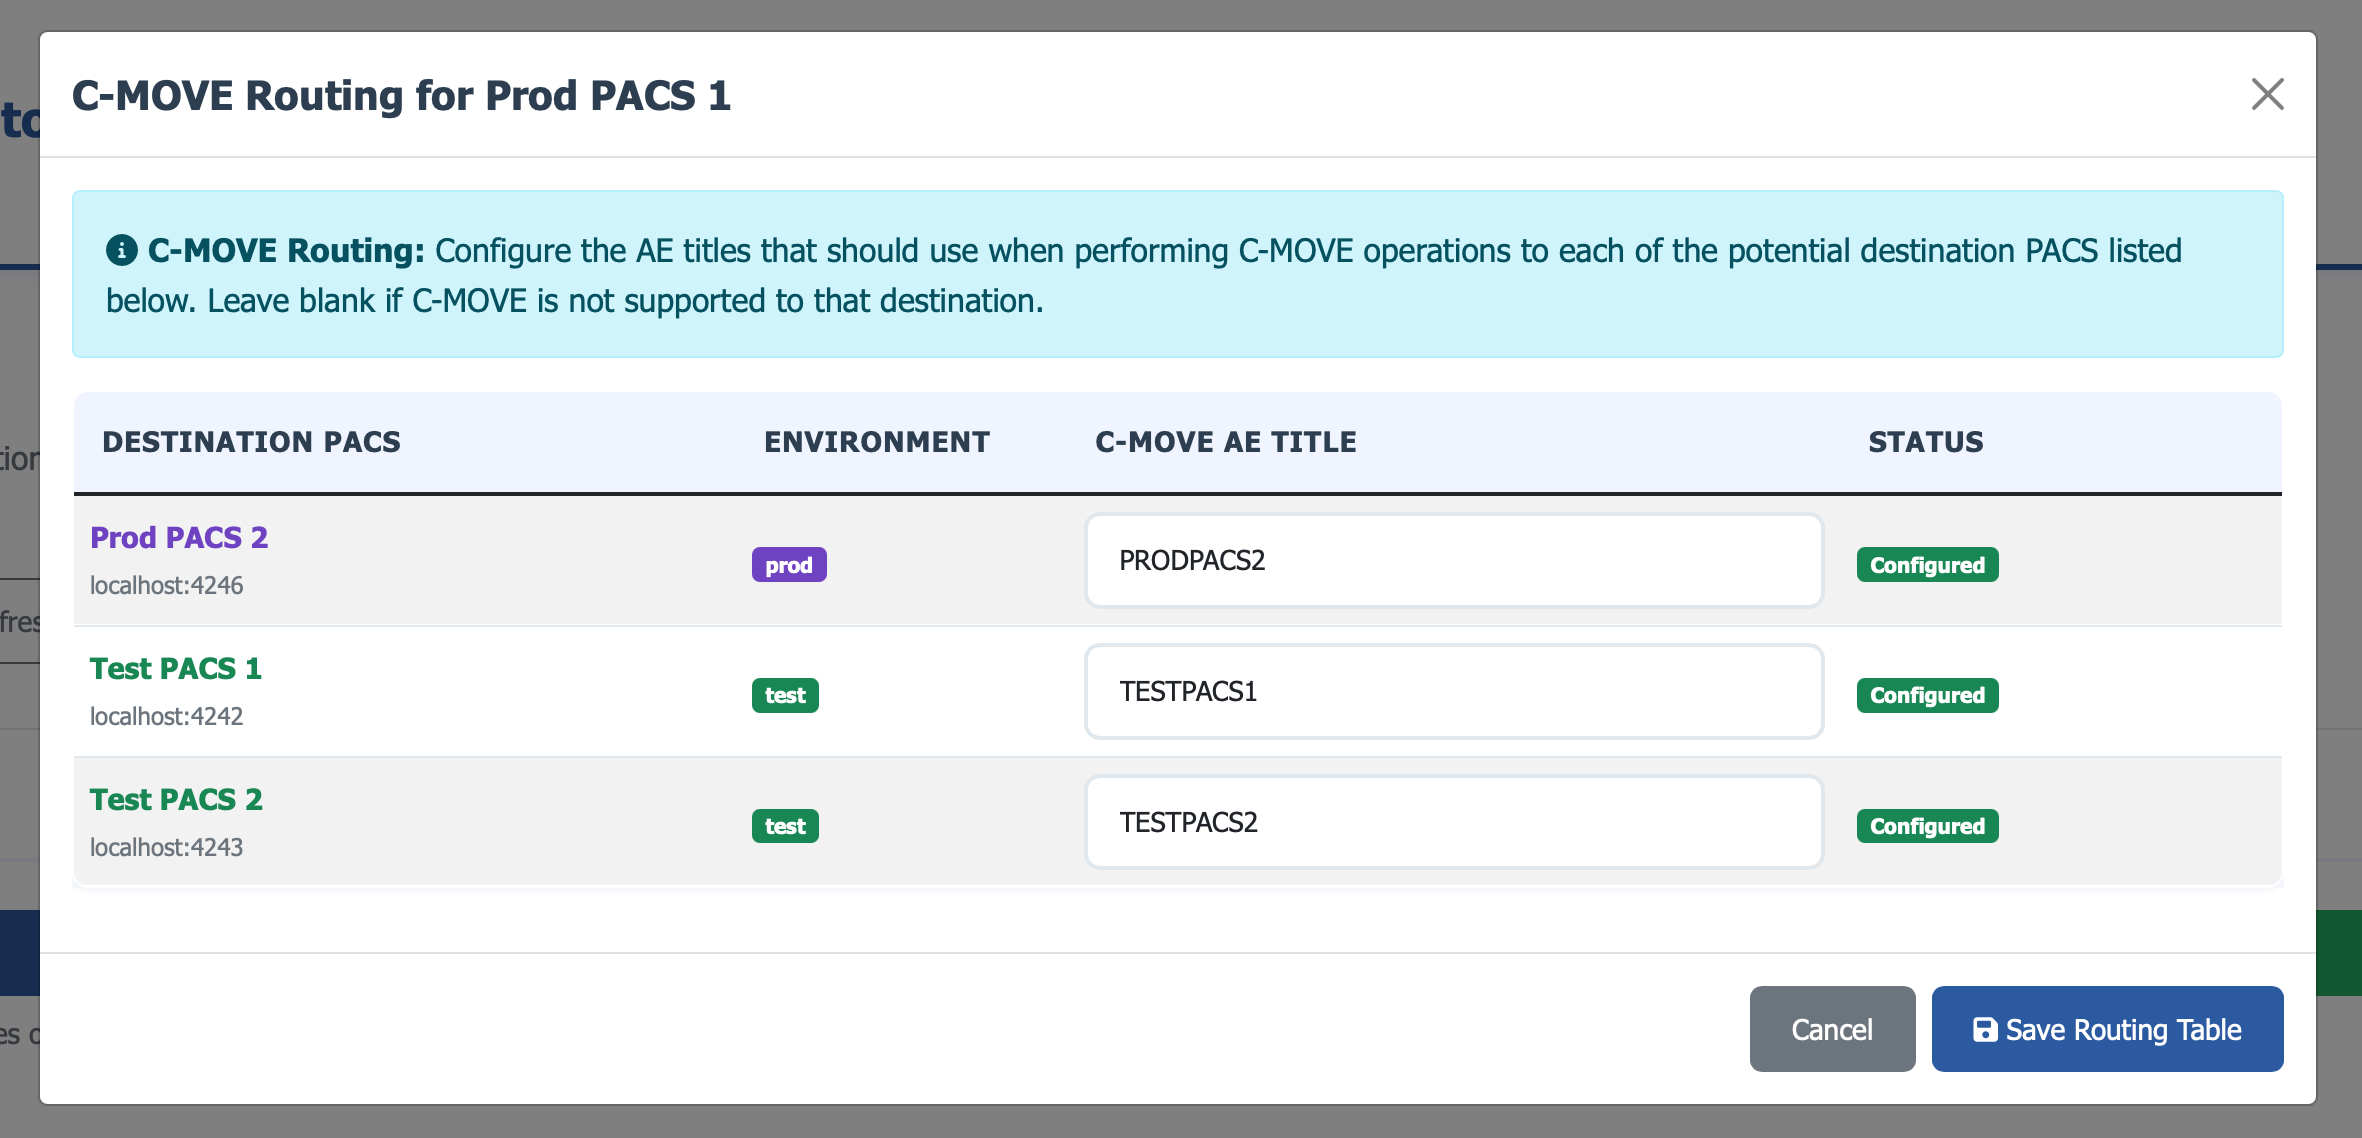 C-MOVE Routing for Prod PACS 1
C-MOVE Routing: Configure the AE titles that should use when performing C-MOVE operations to each of the potential destination PACS listed
below. Leave blank if C-MOVE is not supported to that destination.
DESTINATION PACS ENVIRONMENT C-MOVE AE TITLE STATUS
Prod PACS 2
localhost:4246
prod
PRODPACS2
Configured
Test PACS 1
localhost:4242
test
TESTPACS1
Configured
Test PACS 2
localhost:4243
test
TESTPACS2
Configured
Cancel
Save Routing Table